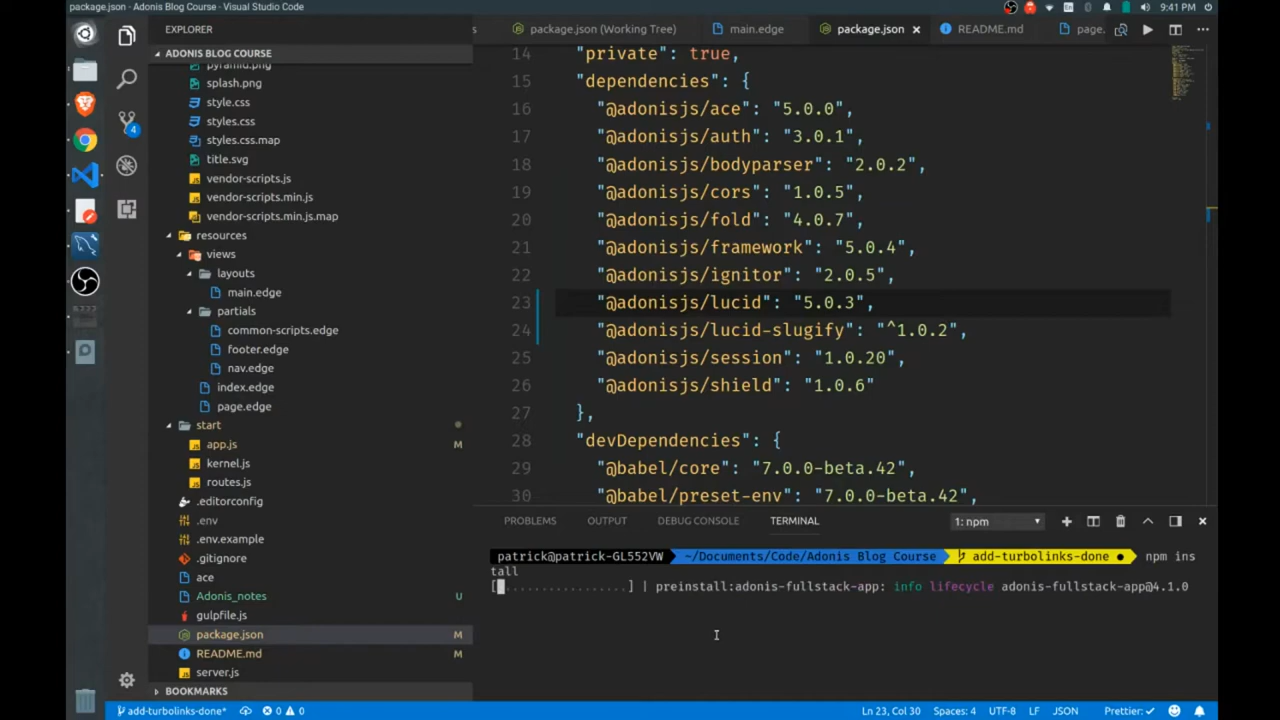 package.json - Adonis Blog Course - Visual Studio Code
En
9:41 PM
EXPLORER
ADONIS BLOG COURSE
pyramid.png
splash.png
style.css
styles.css
styles.css.map
title.svg
vendor-scripts.js
vendor-scripts.min.js
vendor-scripts.min.js.map
resources
views
layouts
main.edge
partials
common-scripts.edge
footer.edge
nav.edge
index.edge
page.edge
start
app.js M
kernel.js
routes.js
.editorconfig
.env
.env.example
.gitignore
ace
Adonis_notes U
gulpfile.js
package.json M
README.md M
server.js
BOOKMARKS
4
package.json (Working Tree)
main.edge
package.json
README.md
page.
14 "private": true,
15 "dependencies": {
16 "@adonisjs/ace": "5.0.0",
17 "@adonisjs/auth": "3.0.1",
18 "@adonisjs/bodyparser": "2.0.2",
19 "@adonisjs/cors": "1.0.5",
20 "@adonisjs/fold": "4.0.7",
21 "@adonisjs/framework": "5.0.4",
22 "@adonisjs/ignitor": "2.0.5",
23 "@adonisjs/lucid": "5.0.3",
24 "@adonisjs/lucid-slugify": "^1.0.2",
25 "@adonisjs/session": "1.0.20",
26 "@adonisjs/shield": "1.0.6"
27 },
28 "devDependencies": {
29 "@babel/core": "7.0.0-beta.42",
30 "@babel/preset-env": "7.0.0-beta.42",
PROBLEMS OUTPUT DEBUG CONSOLE TERMINAL 1: npm
patrick@patrick-GL552VW ~/Documents/Code/Adonis Blog Course add-turbolinks-done ● npm ins
tall
[ ................] | preinstall:adonis-fullstack-app: info lifecycle adonis-fullstack-app@4.1.0
add-turbolinks-done* 0 0 Ln 23, Col 30 Spaces: 4 UTF-8 LF JSON Prettier: ✓